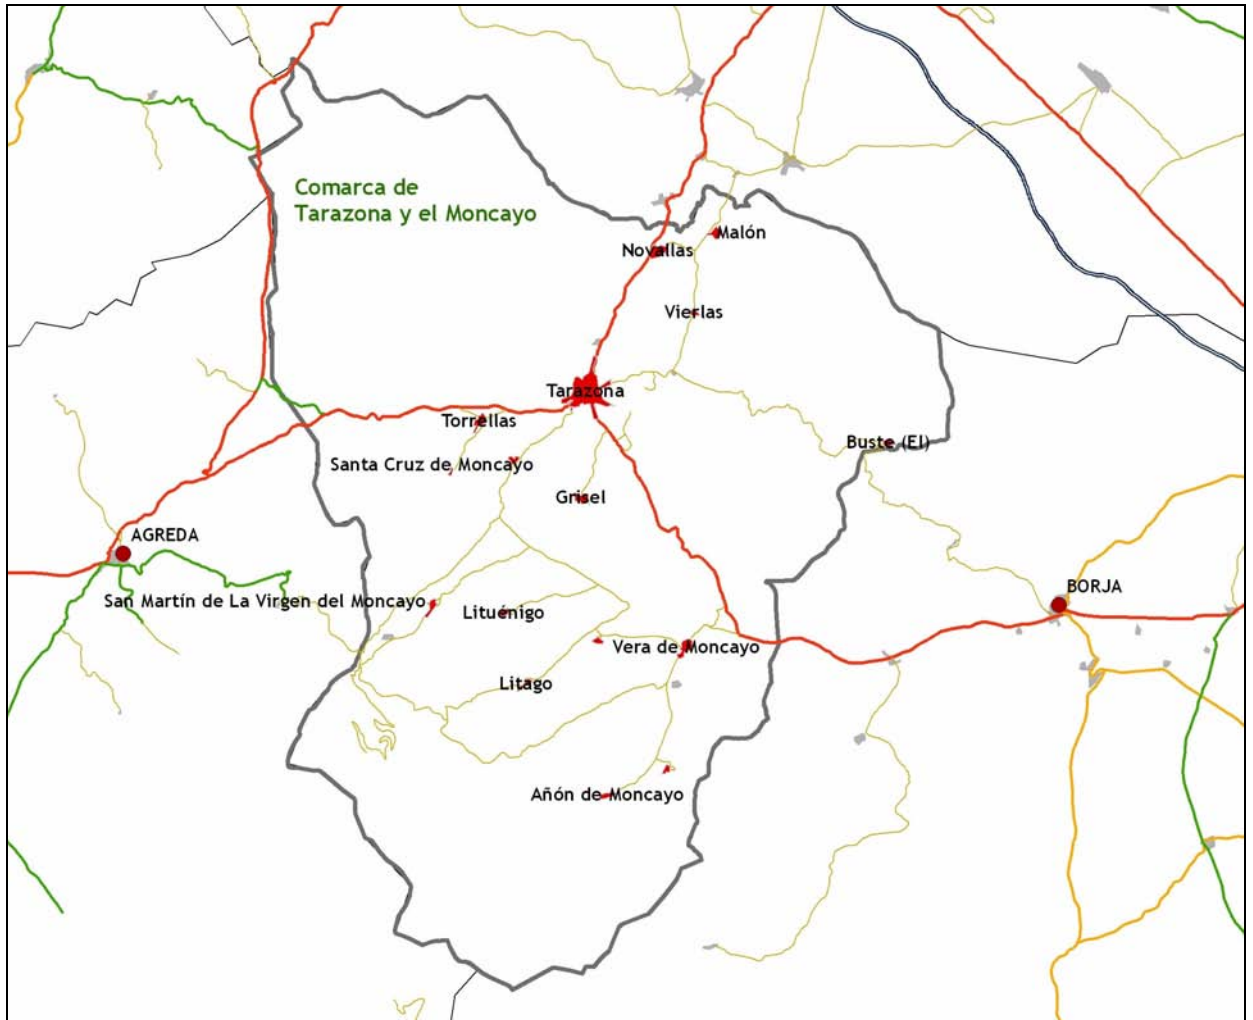 Comarca de
Tarazona y el Moncayo
Malón
Novallas
Vierlas
Tarazona
Torrellas
Buste (El)
Santa Cruz de Moncayo
Grisel
AGREDA
BORJA
San Martín de La Virgen del Moncayo
Lituénigo
Vera de Moncayo
Litago
Añón de Moncayo